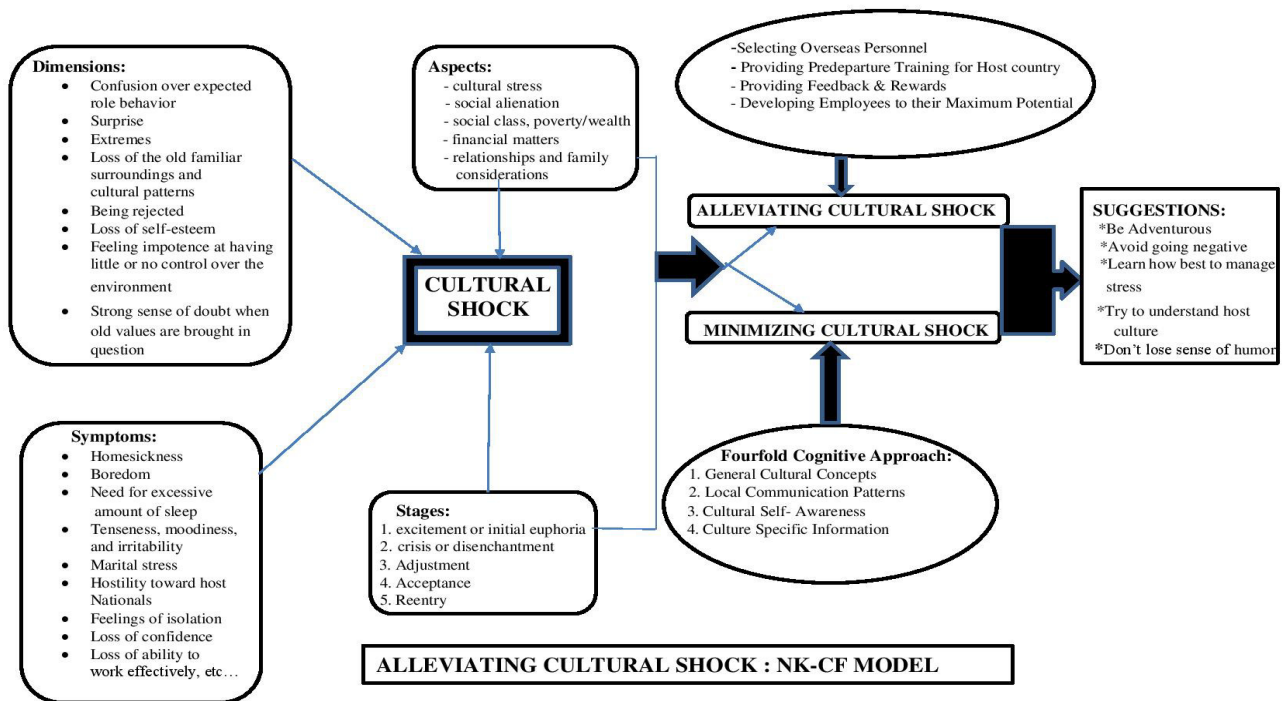 Dimensions:
• Confusion over expected
role behavior
• Surprise
• Extremes
• Loss of the old familiar
surroundings and
cultural patterns
• Being rejected
• Loss of self-esteem
• Feeling impotence at having
little or no control over the
environment
• Strong sense of doubt when
old values are brought in
question
Symptoms:
• Homesickness
• Boredom
• Need for excessive
amount of sleep
• Tenseness, moodiness,
and irritability
• Marital stress
• Hostility toward host
Nationals
• Feelings of isolation
• Loss of confidence
• Loss of ability to
work effectively, etc…
Aspects:
- cultural stress
- social alienation
- social class, poverty/wealth
- financial matters
- relationships and family
considerations
CULTURAL
SHOCK
Stages:
1. excitement or initial euphoria
2. crisis or disenchantment
3. Adjustment
4. Acceptance
5. Reentry
-Selecting Overseas Personnel
- Providing Predeparture Training for Host country
- Providing Feedback & Rewards
- Developing Employees to their Maximum Potential
ALLEVIATING CULTURAL SHOCK
MINIMIZING CULTURAL SHOCK
Fourfold Cognitive Approach:
1. General Cultural Concepts
2. Local Communication Patterns
3. Cultural Self- Awareness
4. Culture Specific Information
SUGGESTIONS:
*Be Adventurous
*Avoid going negative
*Learn how best to manage
stress
*Try to understand host
culture
*Don't lose sense of humor
ALLEVIATING CULTURAL SHOCK : NK-CF MODEL